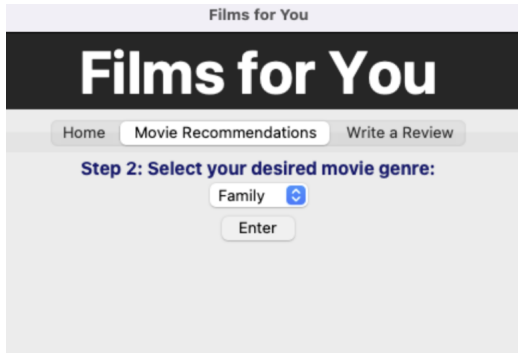 Films for You
Films for You
Home Movie Recommendations Write a Review
Step 2: Select your desired movie genre:
Family
Enter